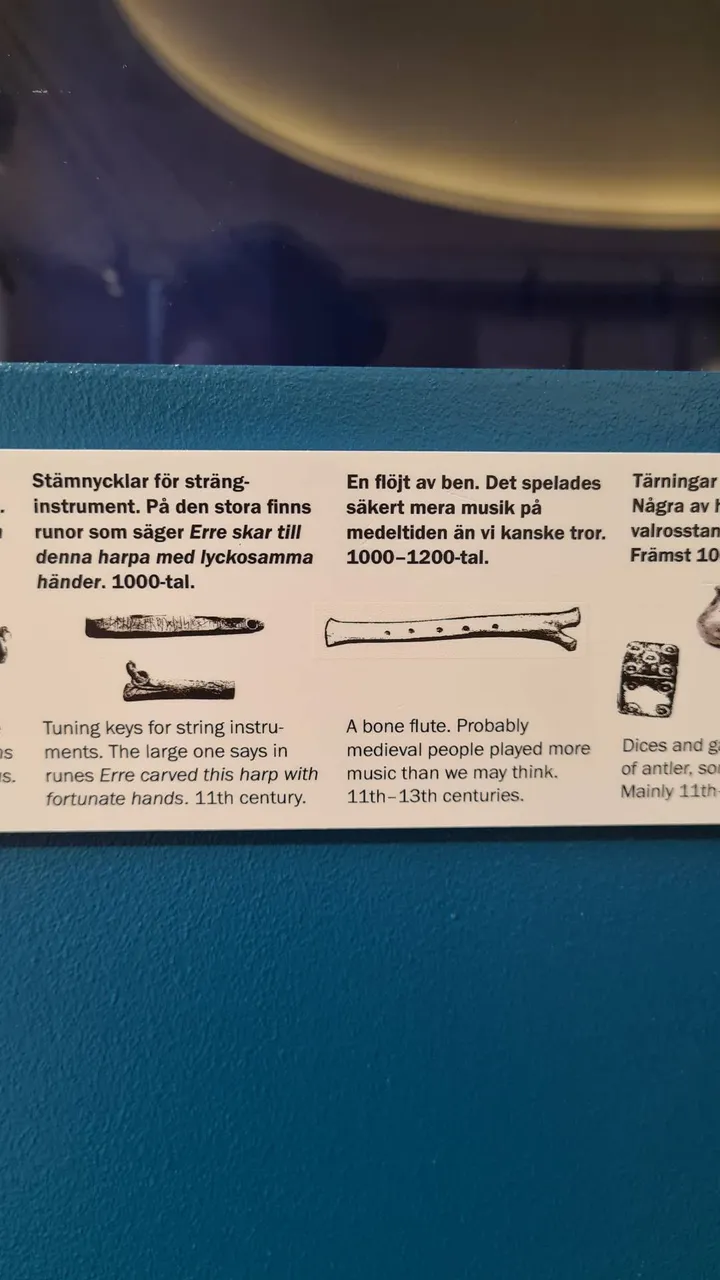 Stämnycklar för sträng-
instrument. På den stora finns
runor som säger Erre skar till
denna harpa med lyckosamma
händer. 1000-tal.
Tuning keys for string instru-
ments. The large one says in
runes Erre carved this harp with
fortunate hands. 11th century.
En flöjt av ben. Det spelades
säkert mera musik på
medeltiden än vi kanske tror.
1000–1200-tal.
A bone flute. Probably
medieval people played more
music than we may think.
11th–13th centuries.
Tärningar
Några av
Främst
Dices and
of antler,
Mainly 11th-